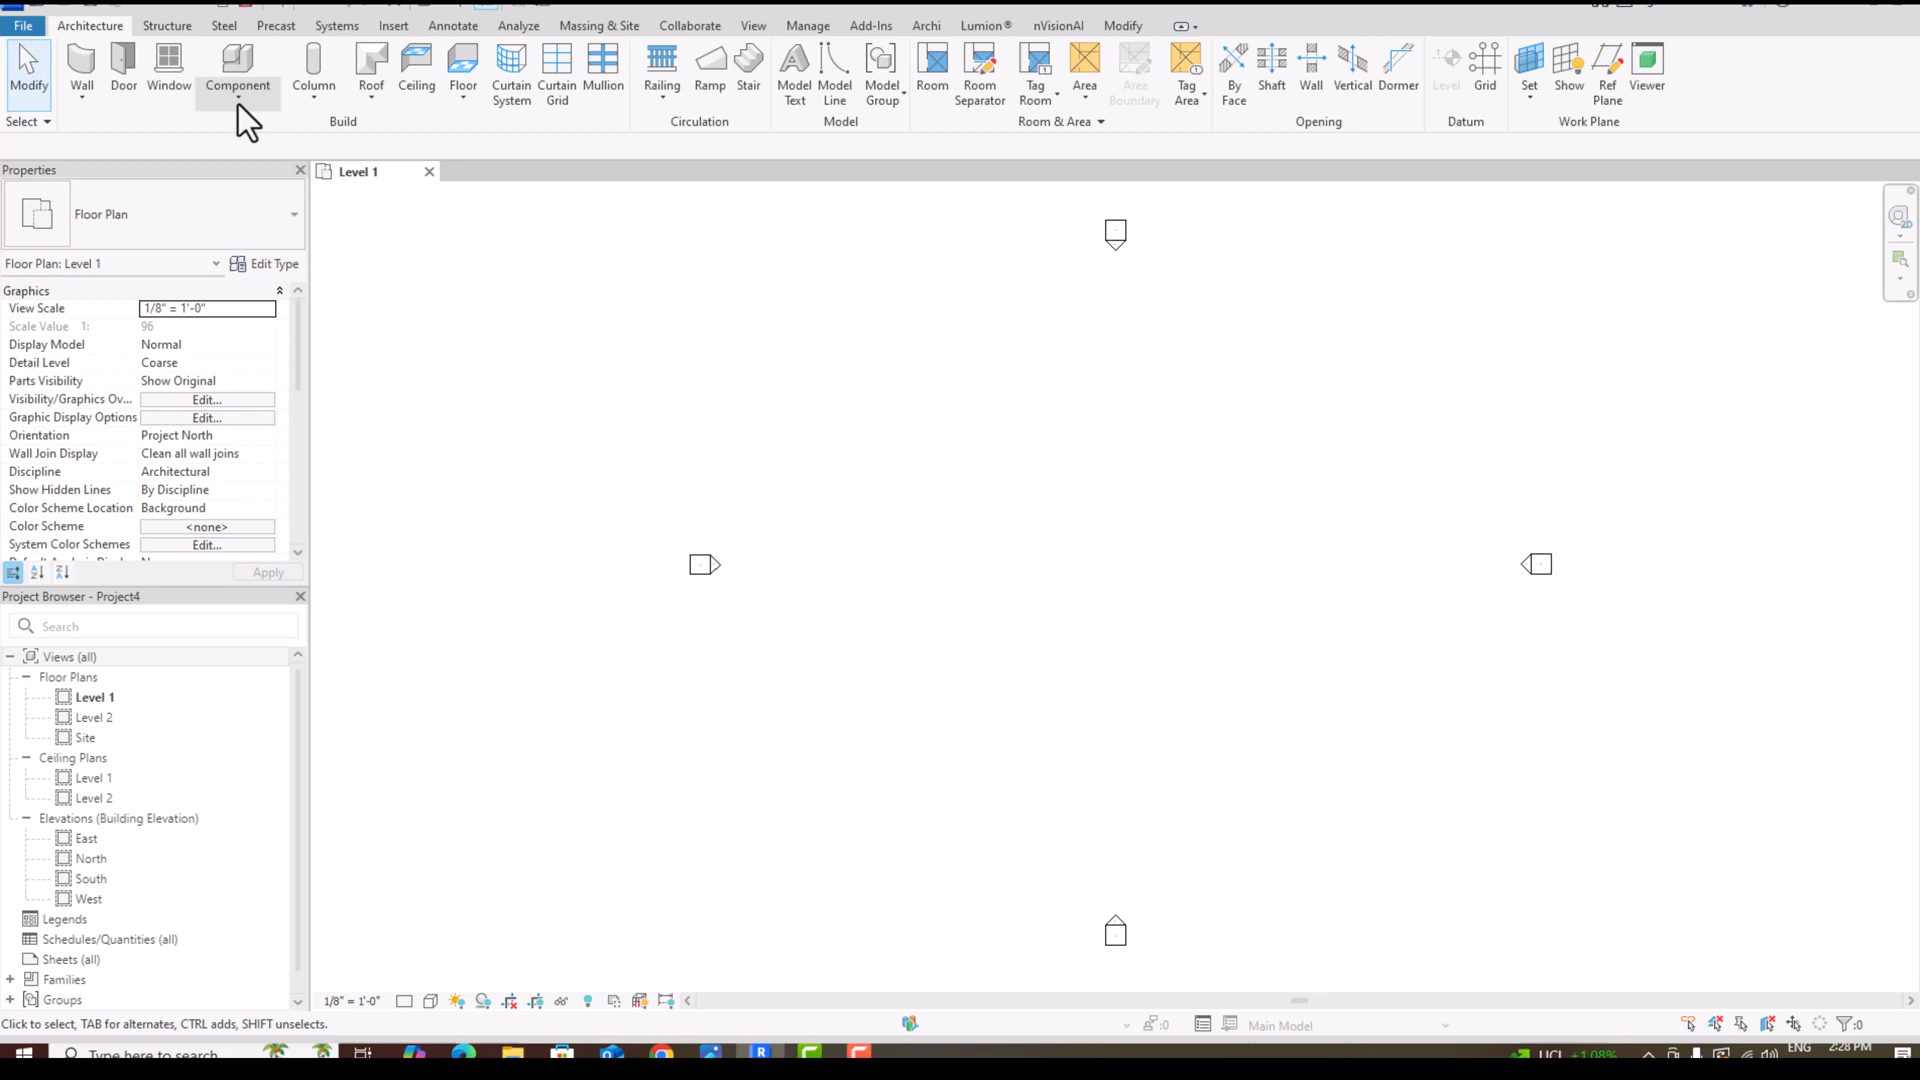 File Architecture Structure Steel Precast Systems Insert Annotate Analyze Massing & Site Collaborate View Manage Add-Ins Archi Lumion® nVisionAI Modify
Modify Wall Door Window Component Column Roof Ceiling Floor Curtain System Curtain Grid Mullion Railing Ramp Stair Model Text Model Line Model Group Room Room Separator Tag Room Area Area Boundary Tag Area By Face Shaft Wall Vertical Dormer Level Grid Set Show Ref Plane Viewer
Select Build Circulation Model Room & Area Opening Datum Work Plane
Properties
Level 1
Floor Plan
Floor Plan: Level 1 Edit Type
Graphics
View Scale 1/8" = 1'-0"
Scale Value 1: 96
Display Model Normal
Detail Level Coarse
Parts Visibility Show Original
Visibility/Graphics Ov... Edit...
Graphic Display Options Edit...
Orientation Project North
Wall Join Display Clean all wall joins
Discipline Architectural
Show Hidden Lines By Discipline
Color Scheme Location Background
Color Scheme <none>
System Color Schemes Edit...
Apply
Project Browser - Project4
Search
Views (all)
Floor Plans
Level 1
Level 2
Site
Ceiling Plans
Level 1
Level 2
Elevations (Building Elevation)
East
North
South
West
Legends
Schedules/Quantities (all)
Sheets (all)
Families
Groups
1/8" = 1'-0"
Click to select, TAB for alternates, CTRL adds, SHIFT unselects.
:0 Main Model :0
Type here to search
UCL +1.08% ENG 2:28 PM